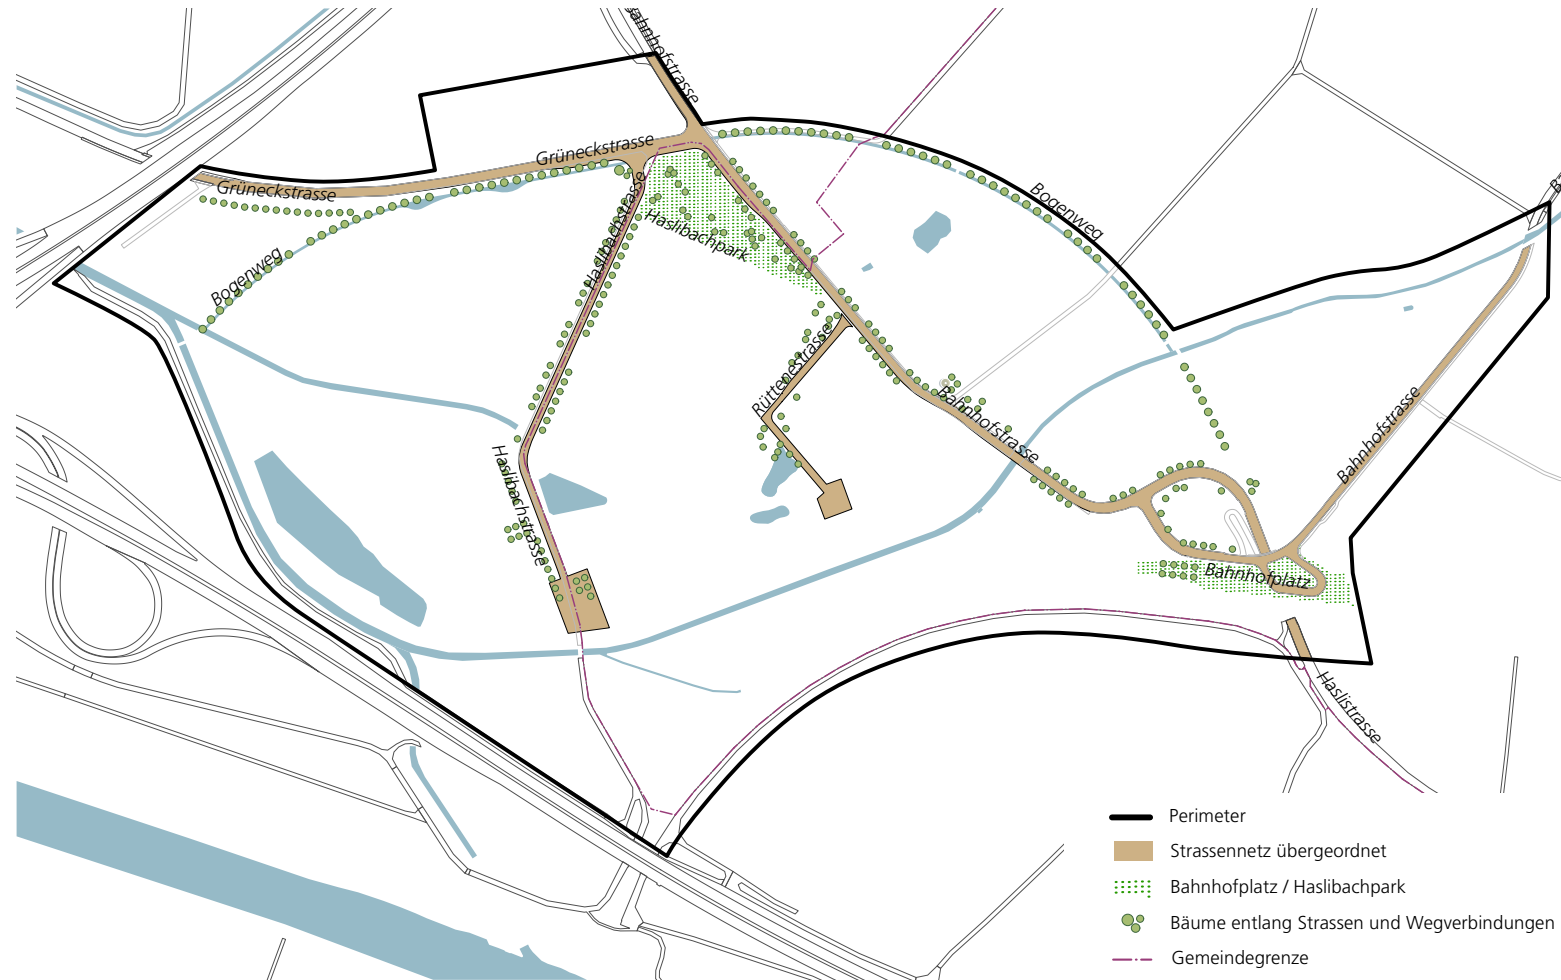 Bahnhofstrasse
Grüneckstrasse
Grüneckstrasse
Haslibachstrasse
Haslibachpark
Bogenweg
Bogenweg
Rüttenestrasse
Bahnhofstrasse
Bahnhofstrasse
Haslibachstrasse
Bahnhofplatz
Haslistrasse
Perimeter
Strassennetz übergeordnet
Bahnhofplatz / Haslibachpark
Bäume entlang Strassen und Wegverbindungen
Gemeindegrenze